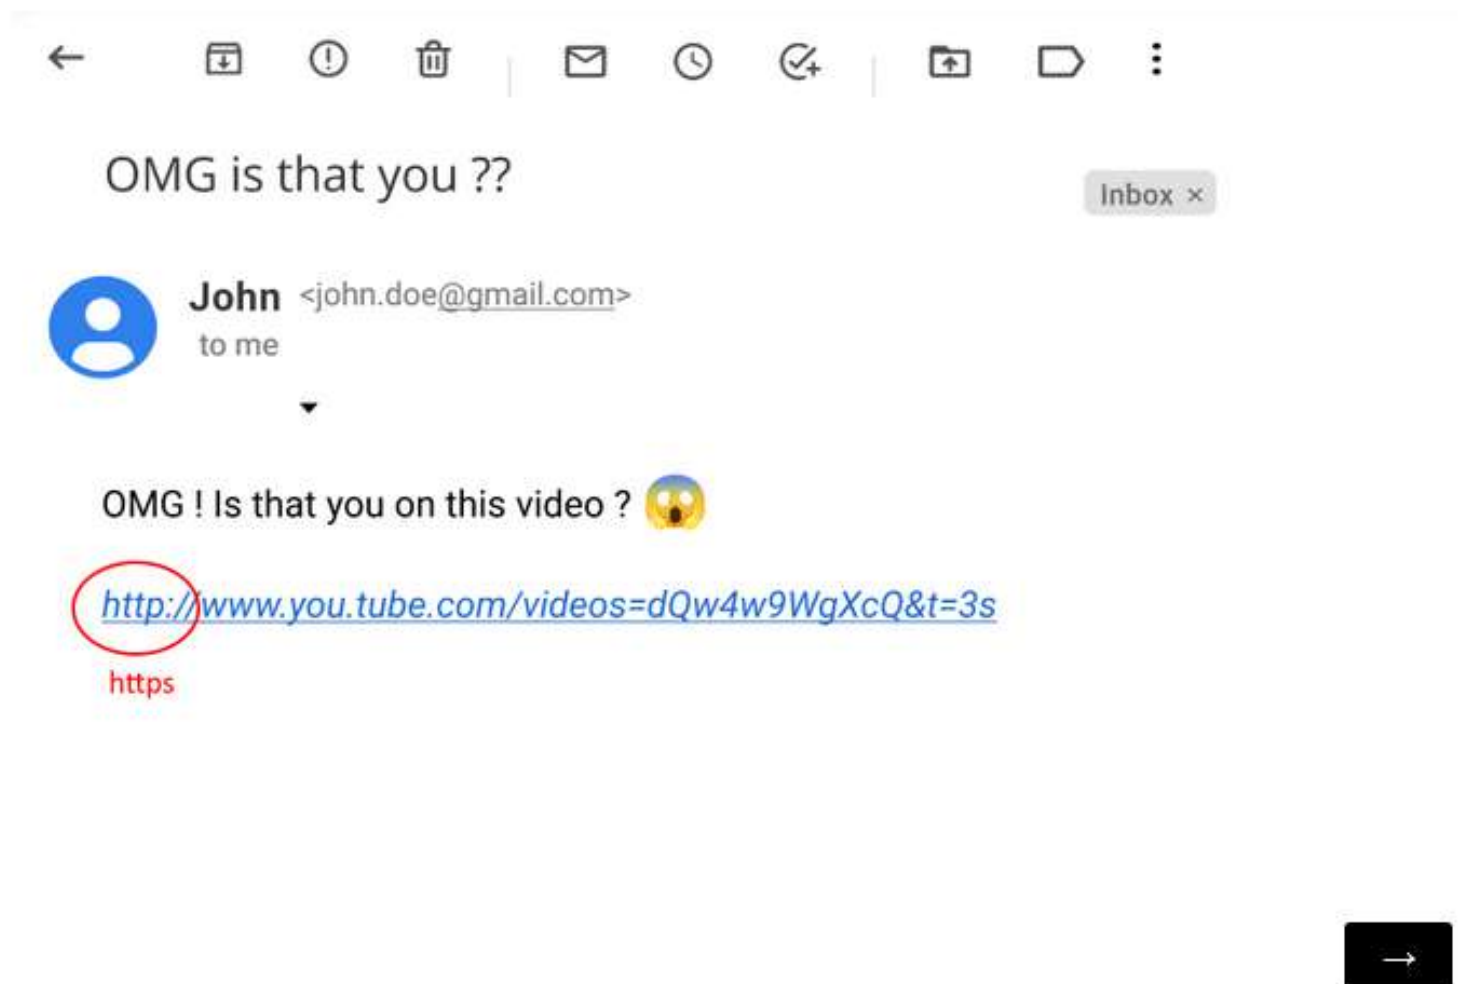 OMG is that you ??
Inbox ×
John <john.doe@gmail.com>
to me
OMG ! Is that you on this video ? 😱
http://www.you.tube.com/videos=dQw4w9WgXcQ&t=3s
https
→